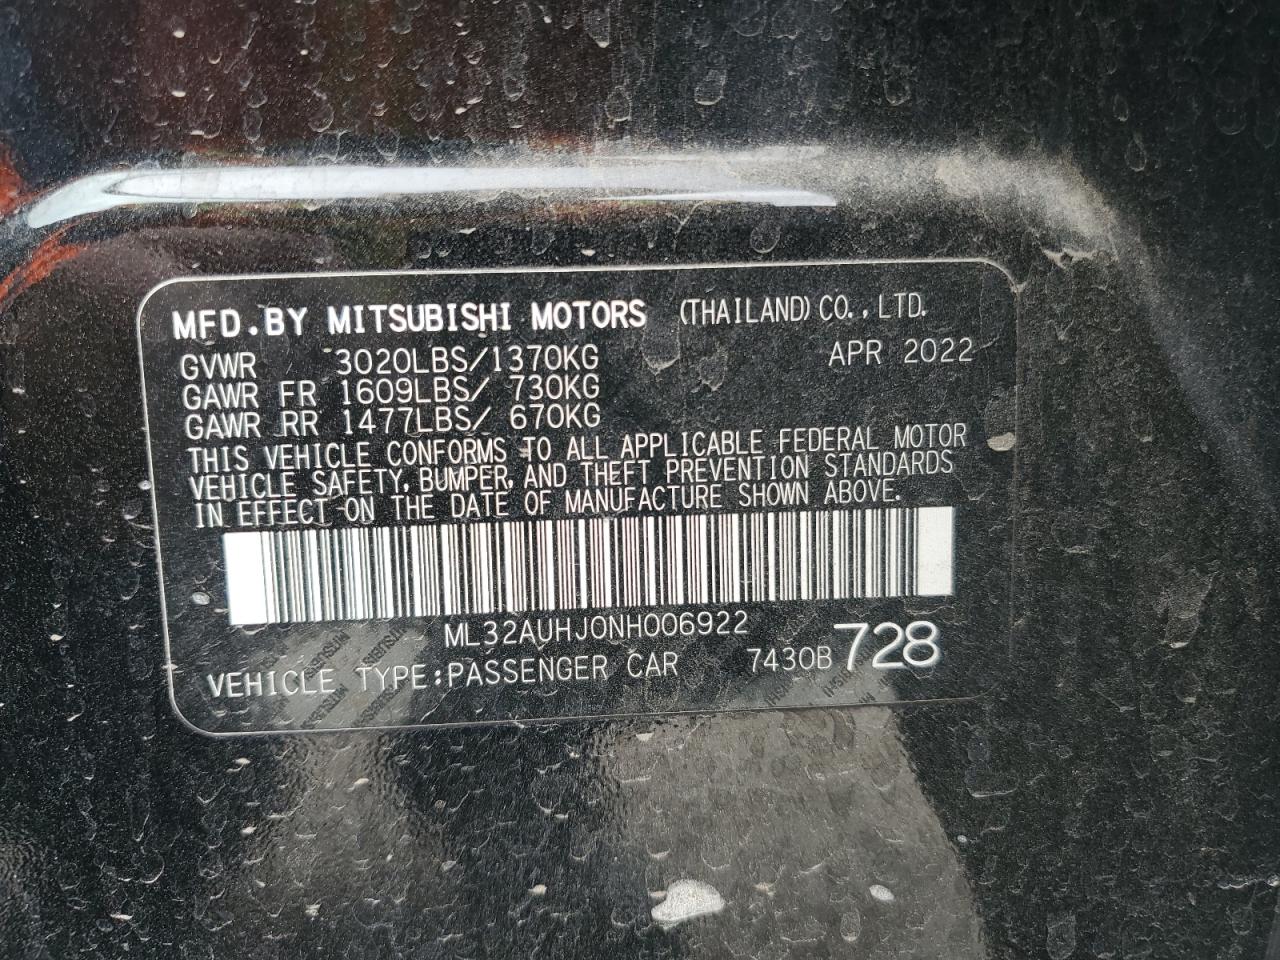 MFD.BY MITSUBISHI MOTORS (THAILAND) CO.,LTD.
GVWR 3020LBS/1370KG APR 2022
GAWR FR 1609LBS/ 730KG
GAWR RR 1477LBS/ 670KG
THIS VEHICLE CONFORMS TO ALL APPLICABLE FEDERAL MOTOR
VEHICLE SAFETY, BUMPER, AND THEFT PREVENTION STANDARDS
IN EFFECT ON THE DATE OF MANUFACTURE SHOWN ABOVE.
ML32AUHJ0NH006922
VEHICLE TYPE:PASSENGER CAR 7430B 728